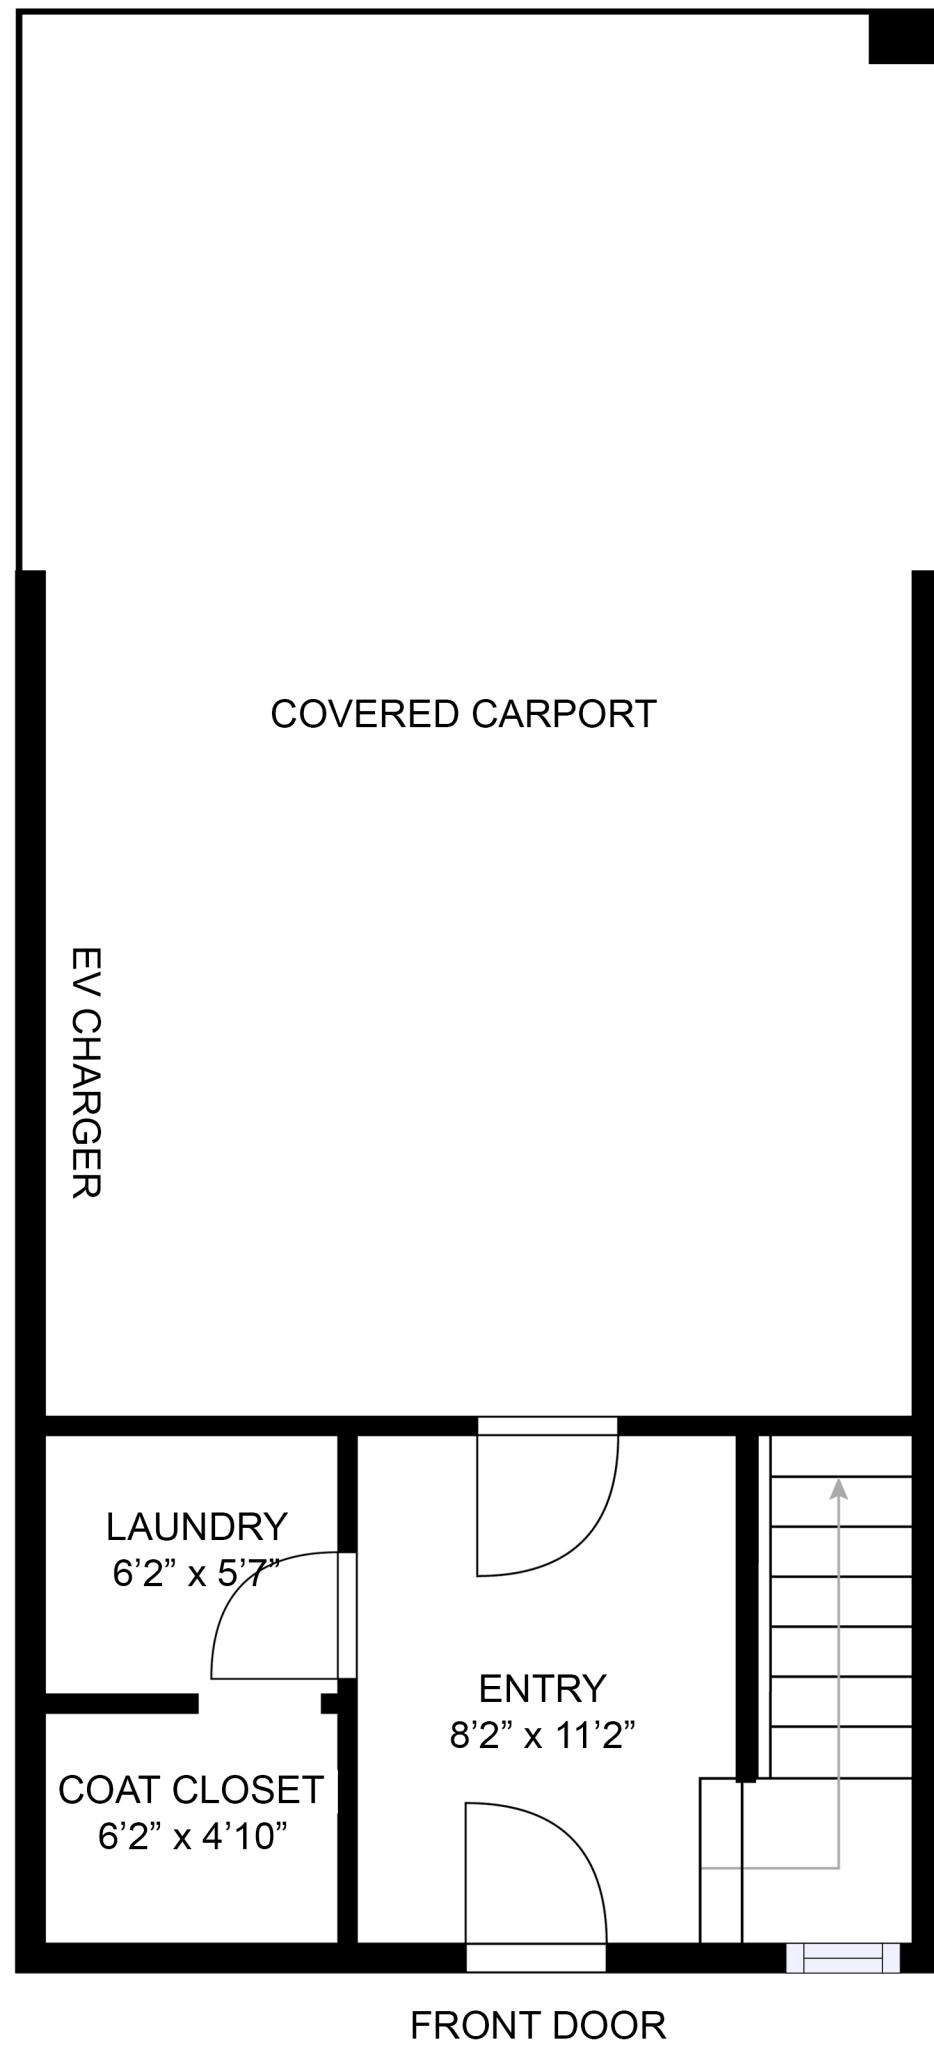 COVERED CARPORT
EV CHARGER
LAUNDRY
6’2” x 5’7”
ENTRY
8’2” x 11’2”
COAT CLOSET
6’2” x 4’10”
FRONT DOOR